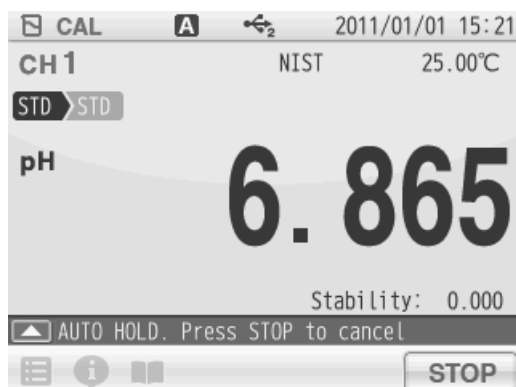 CAL A 2 2011/01/01 15:21
CH1 NIST 25.00℃
STD STD
pH 6.865
Stability: 0.000
AUTO HOLD. Press STOP to cancel
i STOP